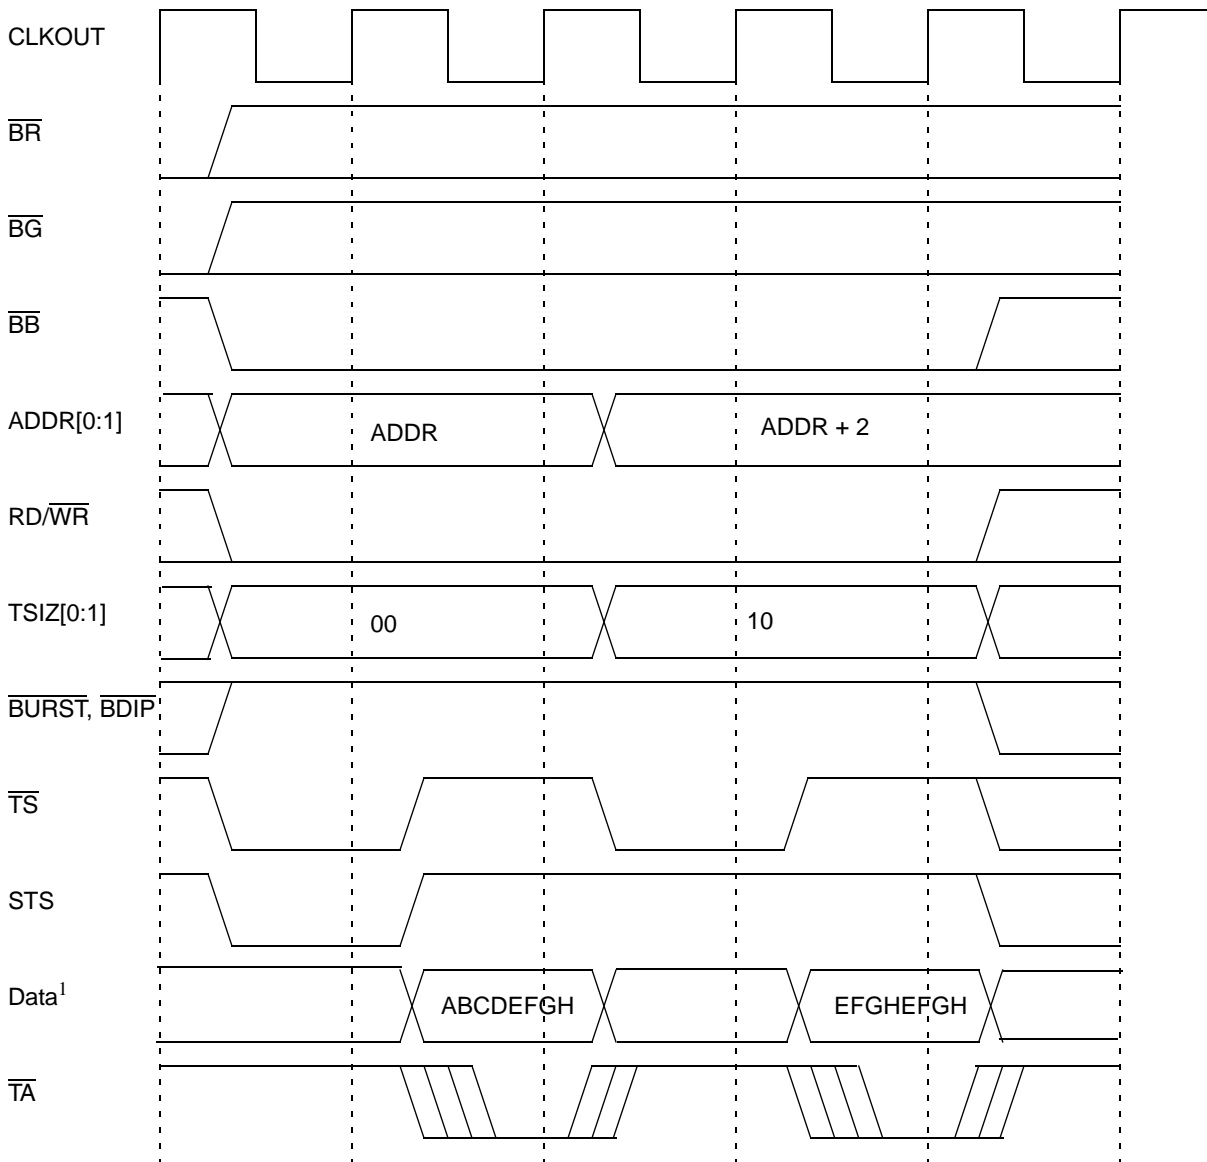 CLKOUT
BR
BG
BB
ADDR[0:1] ADDR ADDR + 2
RD/WR
TSIZ[0:1] 00 10
BURST, BDIP
TS
STS
Data1 ABCDEFGH EFGHEFGH
TA